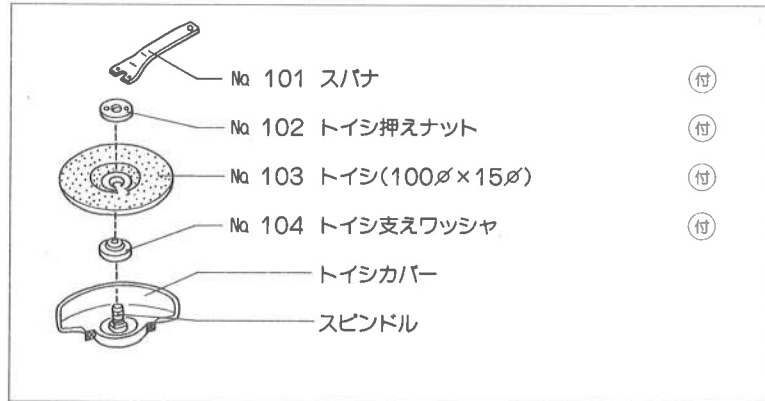 № 101 スパナ 付
№ 102 トイシ押えナット 付
№ 103 トイシ(100⌀×15⌀) 付
№ 104 トイシ支えワッシャ 付
トイシカバー
スピンドル